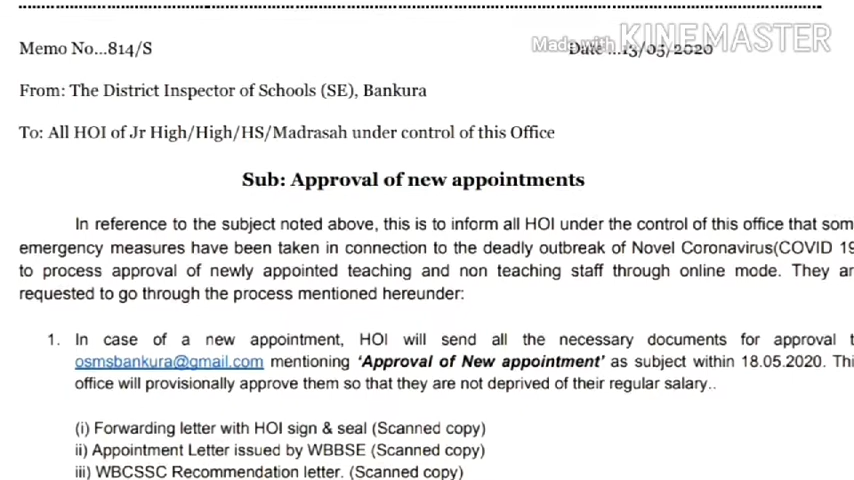 Memo No...814/S
Made with KINEMASTER
Date ...13/05/2020
From: The District Inspector of Schools (SE), Bankura
To: All HOI of Jr High/High/HS/Madrasah under control of this Office
Sub: Approval of new appointments
In reference to the subject noted above, this is to inform all HOI under the control of this office that som
emergency measures have been taken in connection to the deadly outbreak of Novel Coronavirus(COVID 19
to process approval of newly appointed teaching and non teaching staff through online mode. They ar
requested to go through the process mentioned hereunder:
1. In case of a new appointment, HOI will send all the necessary documents for approval t
osmsbankura@gmail.com mentioning ‘Approval of New appointment’ as subject within 18.05.2020. Thi
office will provisionally approve them so that they are not deprived of their regular salary..
(i) Forwarding letter with HOI sign & seal (Scanned copy)
ii) Appointment Letter issued by WBBSE (Scanned copy)
iii) WBCSSC Recommendation letter. (Scanned copy)